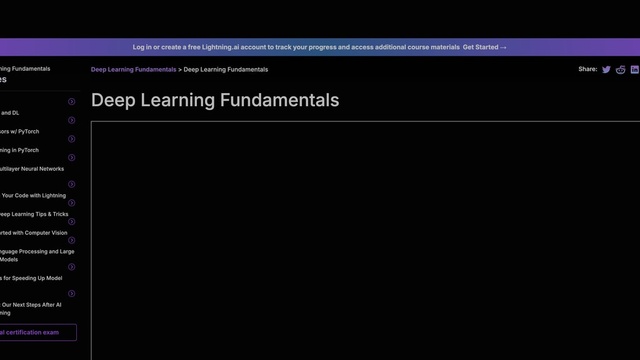 Log in or create a free Lightning.ai account to track your progress and access additional course materials Get Started →
ning Fundamentals
es
and DL
sors w/ PyTorch
ning in PyTorch
ultilayer Neural Networks
Your Code with Lightning
eep Learning Tips & Tricks
rted with Computer Vision
nguage Processing and Large
Models
s for Speeding Up Model
Our Next Steps After AI
ning
al certification exam
Deep Learning Fundamentals > Deep Learning Fundamentals
Share:
Deep Learning Fundamentals